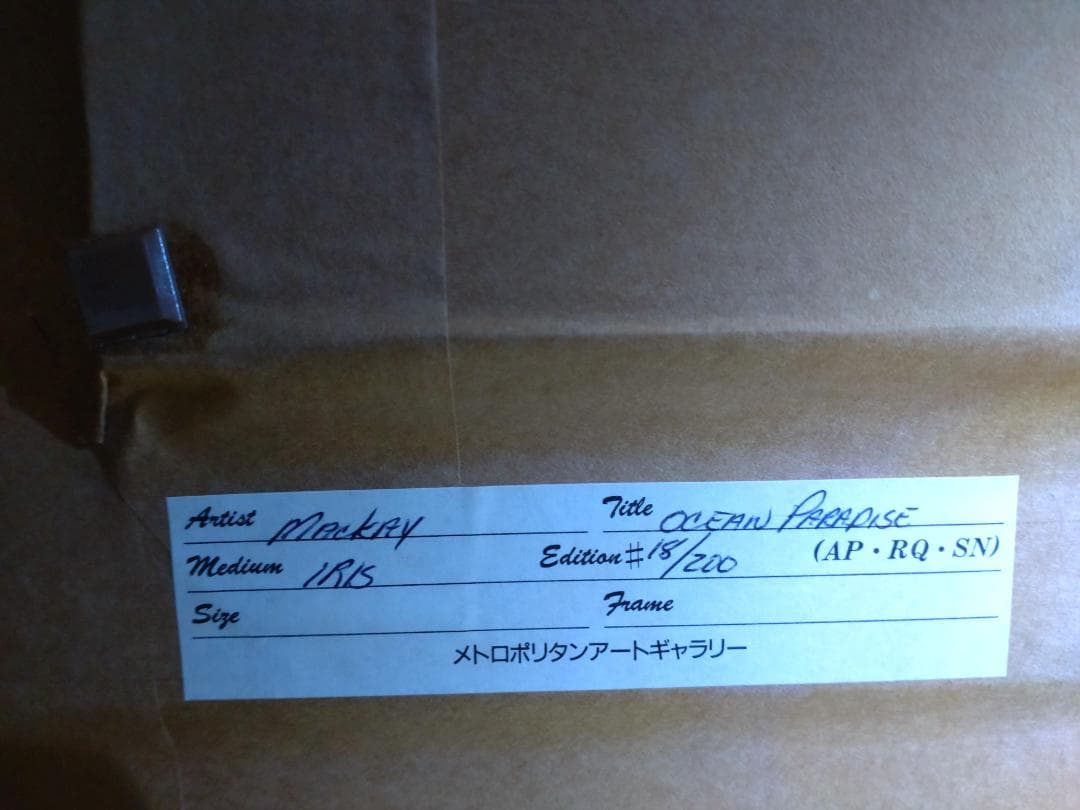 Artist MacKAY Title OCEAN PARADISE
Medium IRIS Edition # 18/200 (AP・RQ・SN)
Size Frame
メトロポリタンアートギャラリー